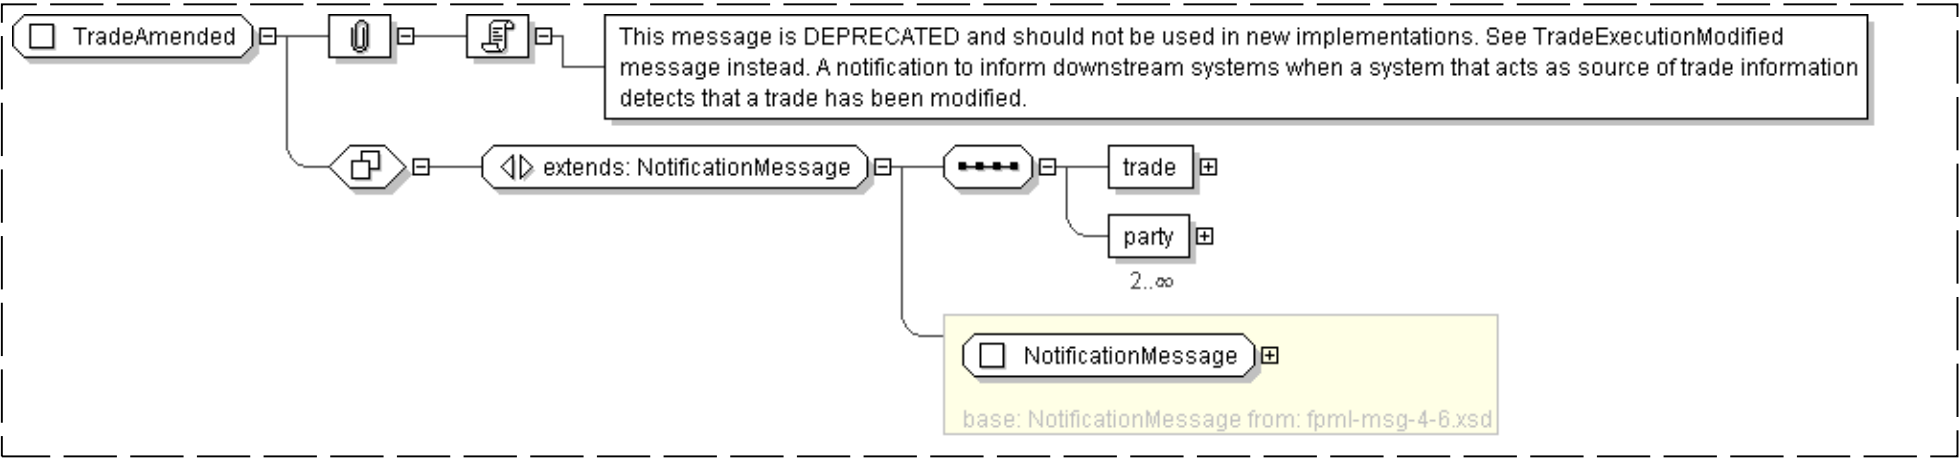 TradeAmended
This message is DEPRECATED and should not be used in new implementations. See TradeExecutionModified
message instead. A notification to inform downstream systems when a system that acts as source of trade information
detects that a trade has been modified.
extends: NotificationMessage
trade
party
2..∞
NotificationMessage
base: NotificationMessage from: fpml-msg-4-6.xsd